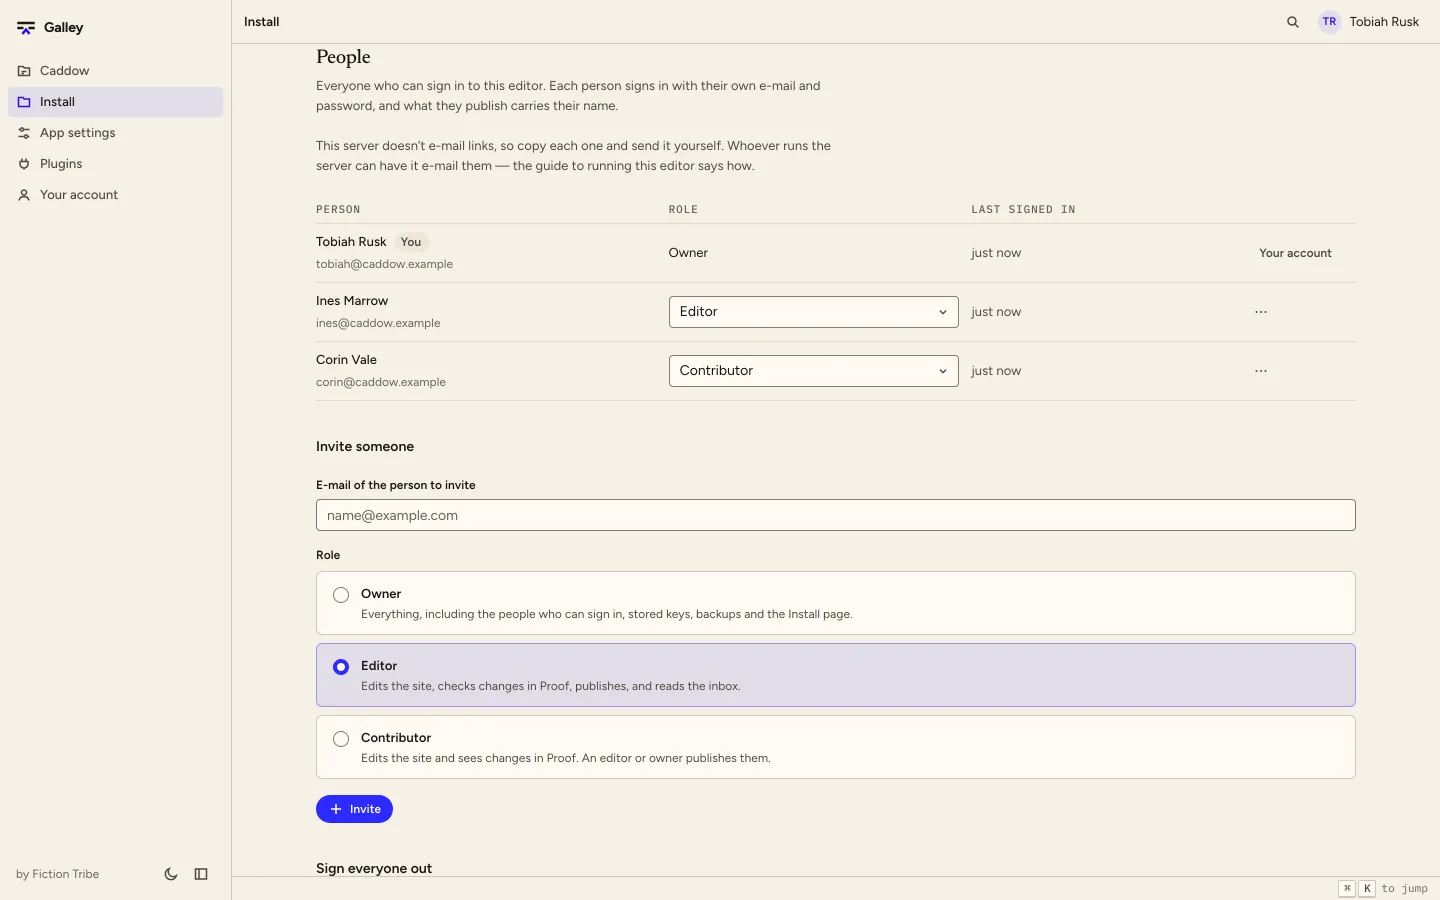 Galley
Install
TR
Tobiah Rusk
Caddow
Install
App settings
Plugins
Your account
People
Everyone who can sign in to this editor. Each person signs in with their own e-mail and
password, and what they publish carries their name.
This server doesn't e-mail links, so copy each one and send it yourself. Whoever runs the
server can have it e-mail them — the guide to running this editor says how.
PERSON ROLE LAST SIGNED IN
Tobiah Rusk You
tobiah@caddow.example
Owner
just now
Your account
Ines Marrow
ines@caddow.example
Editor
just now
...
Corin Vale
corin@caddow.example
Contributor
just now
...
Invite someone
E-mail of the person to invite
name@example.com
Role
Owner
Everything, including the people who can sign in, stored keys, backups and the Install page.
Editor
Edits the site, checks changes in Proof, publishes, and reads the inbox.
Contributor
Edits the site and sees changes in Proof. An editor or owner publishes them.
+ Invite
Sign everyone out
by Fiction Tribe
⌘ K to jump